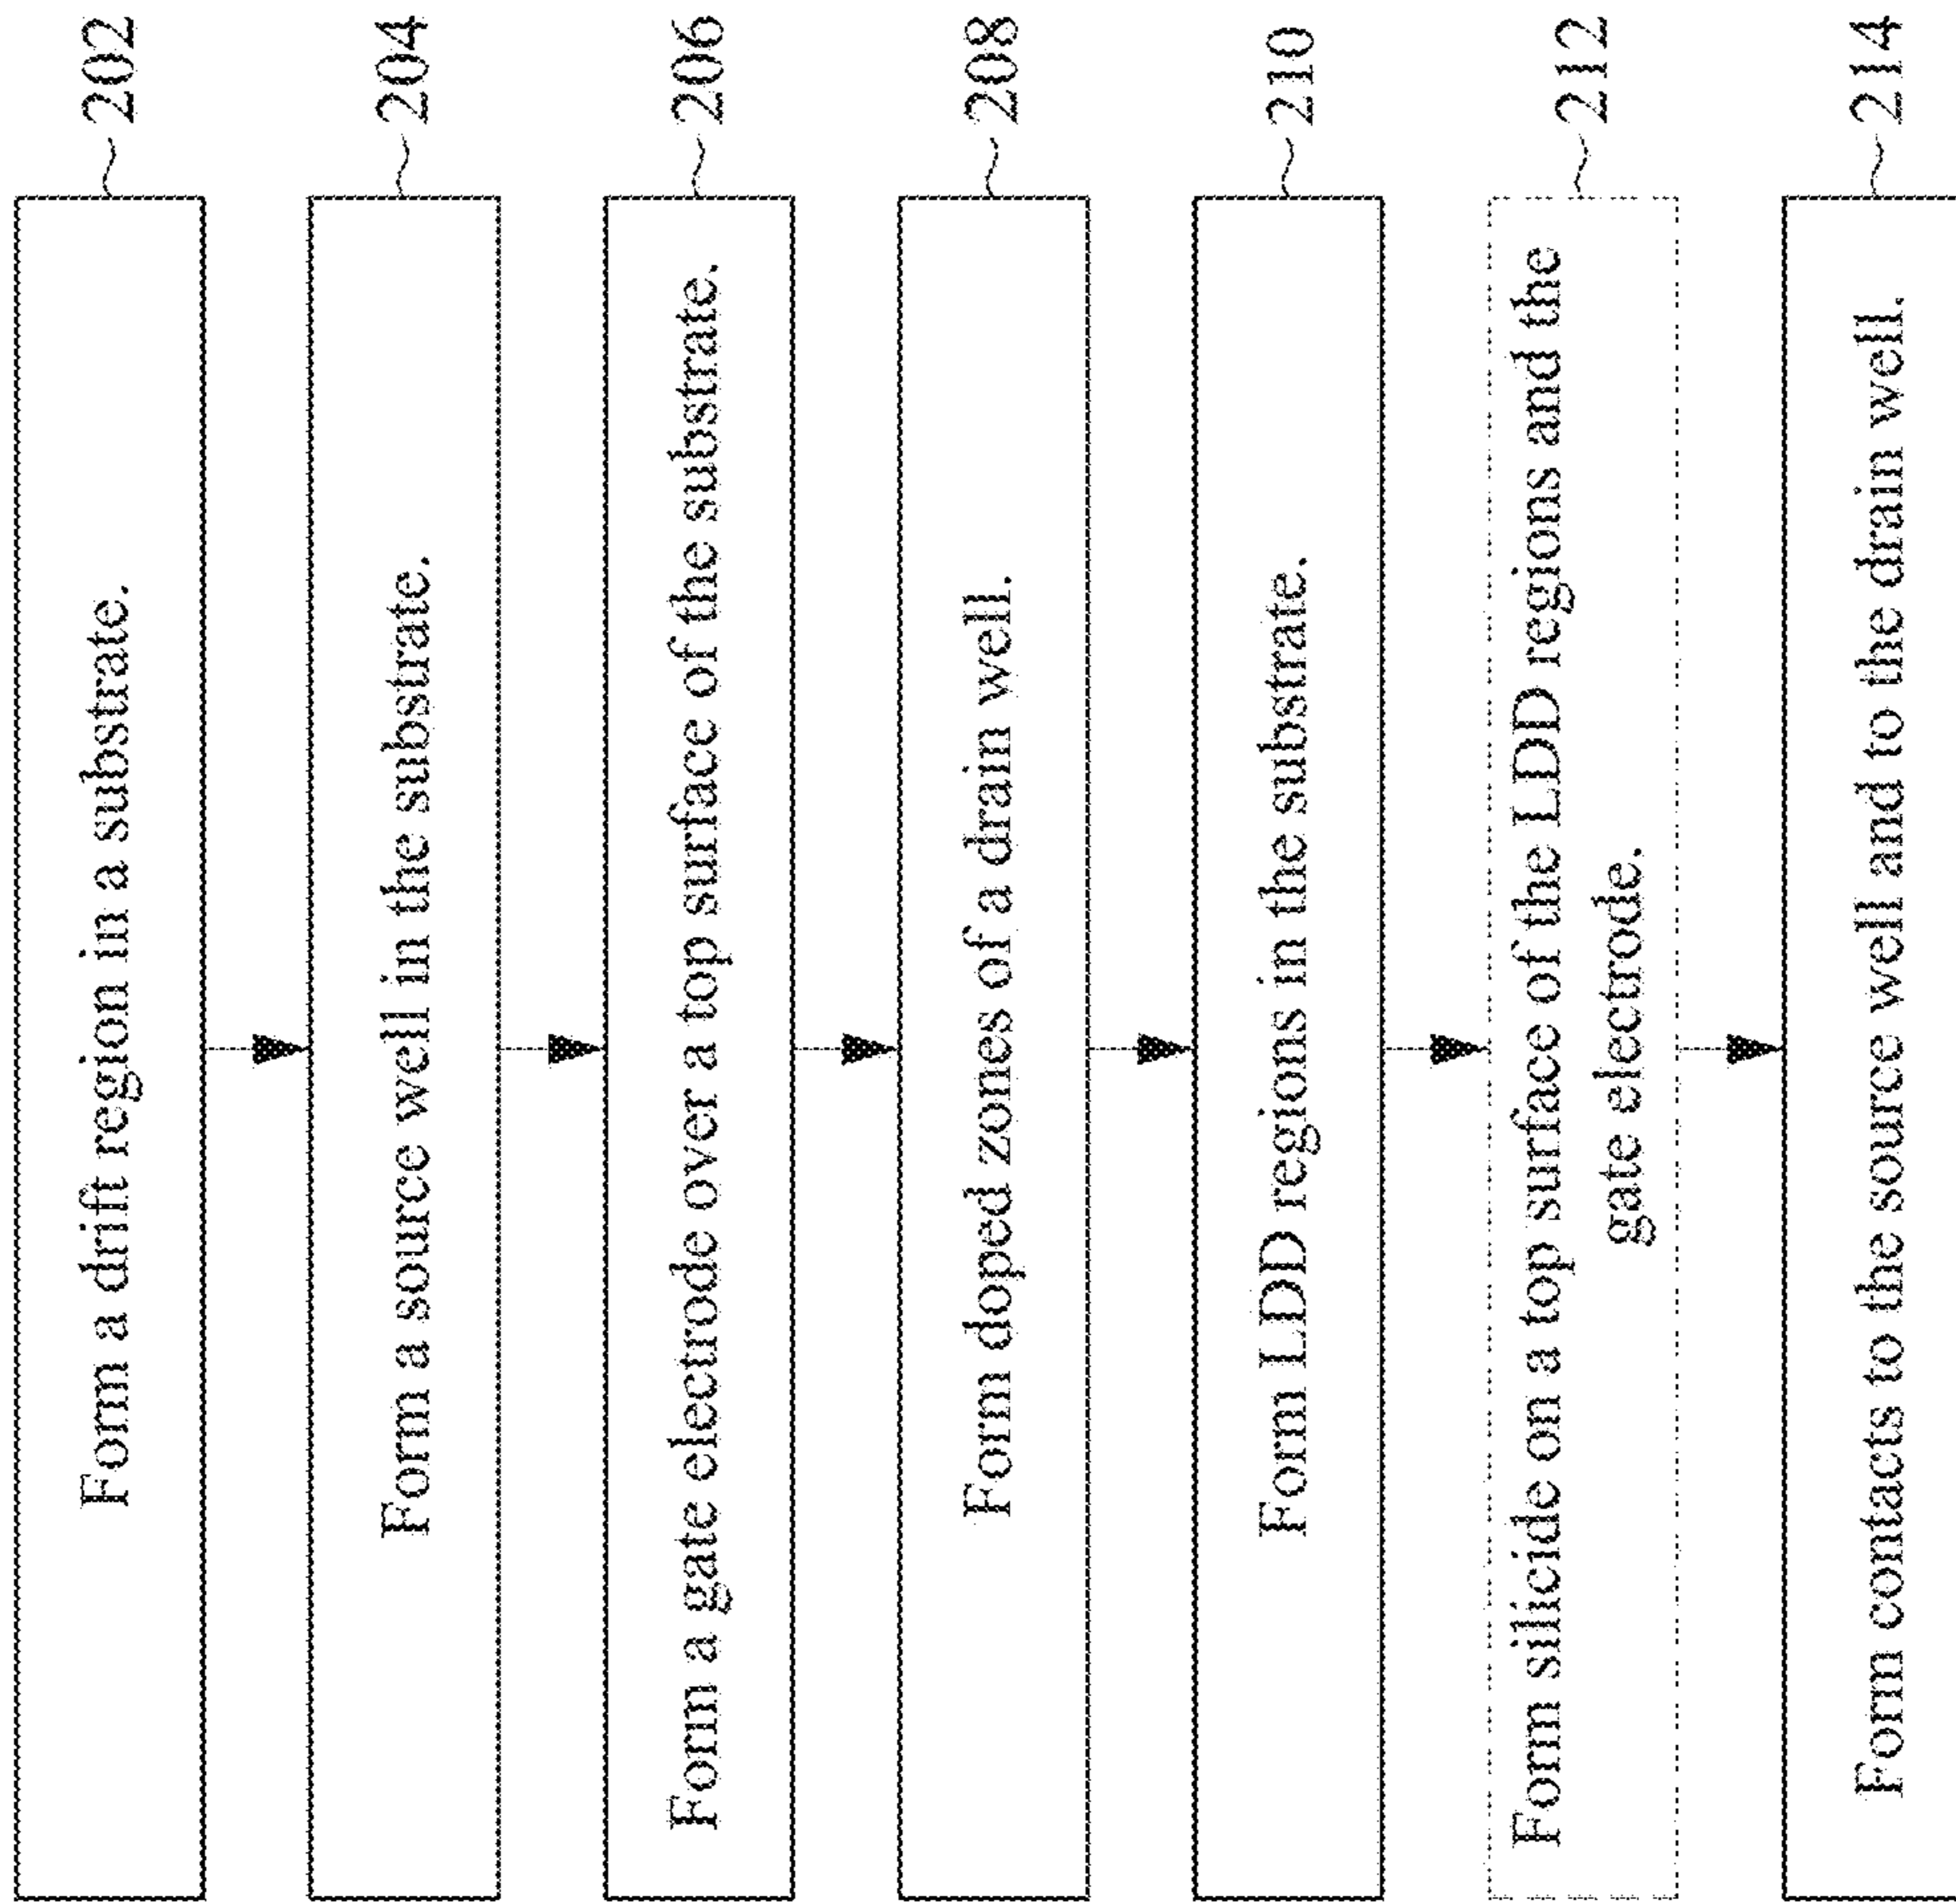 Form a drift region in a substrate. 202
Form a source well in the substrate. 204
Form a gate electrode over a top surface of the substrate. 206
Form doped zones of a drain well. 208
Form LDD regions in the substrate. 210
Form silicide on a top surface of the LDD regions and the
gate electrode. 212
Form contacts to the source well and to the drain well. 214